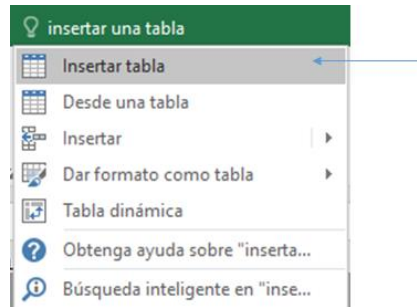 insertar una tabla
Insertar tabla
Desde una tabla
Insertar
Dar formato como tabla
Tabla dinámica
Obtenga ayuda sobre "inserta...
Búsqueda inteligente en "inse...